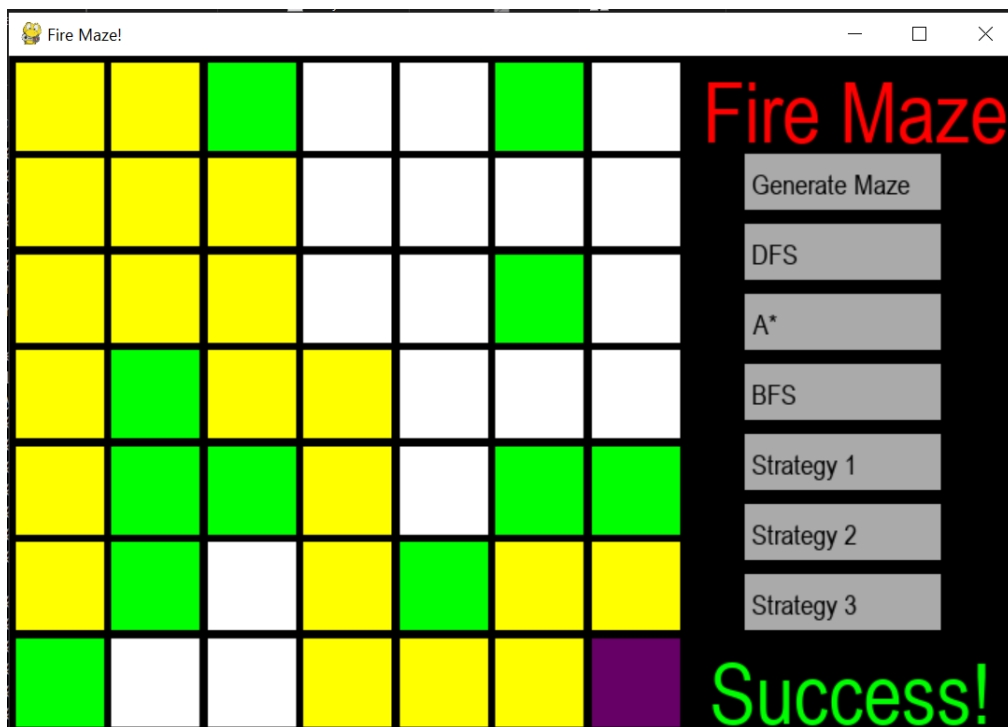 Fire Maze!
Fire Maze
Generate Maze
DFS
A*
BFS
Strategy 1
Strategy 2
Strategy 3
Success!